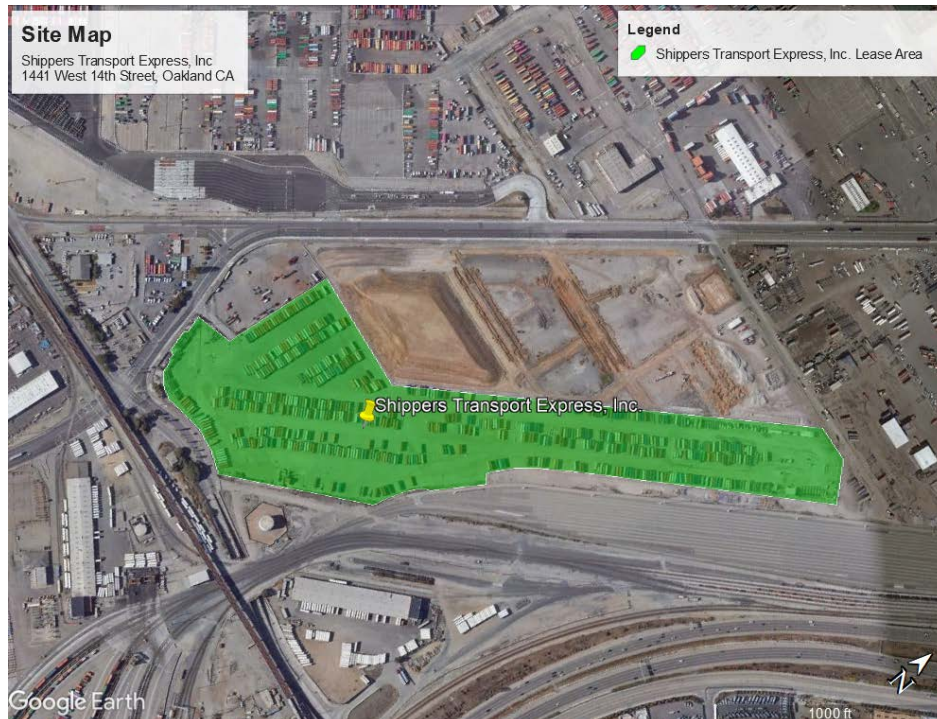 Site Map
Shippers Transport Express, Inc
1441 West 14th Street, Oakland CA
Legend
Shippers Transport Express, Inc. Lease Area
Shippers Transport Express, Inc.
Google Earth
N
1000 ft